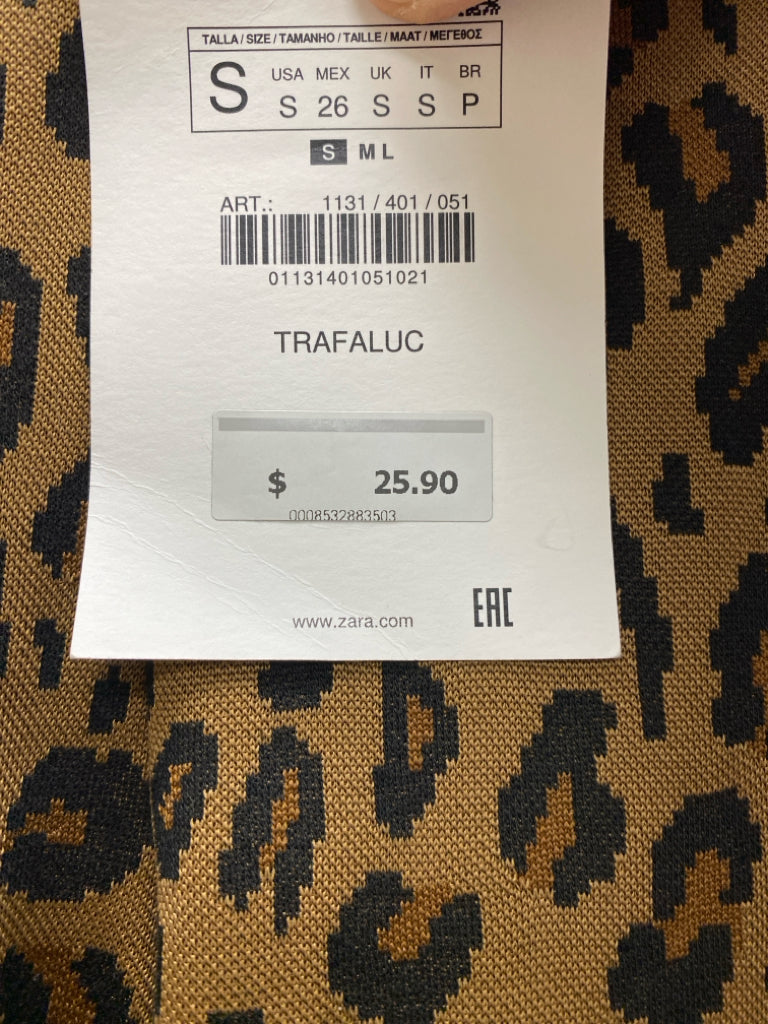 TALLA / SIZE / TAMANHO / TAILLE / MAAT / ΜΕΓΕΘΟΣ
S
USA MEX UK IT BR
S 26 S S P
S M L
ART.: 1131 / 401 / 051
01131401051021
TRAFALUC
$ 25.90
0008532883503
www.zara.com
EAC